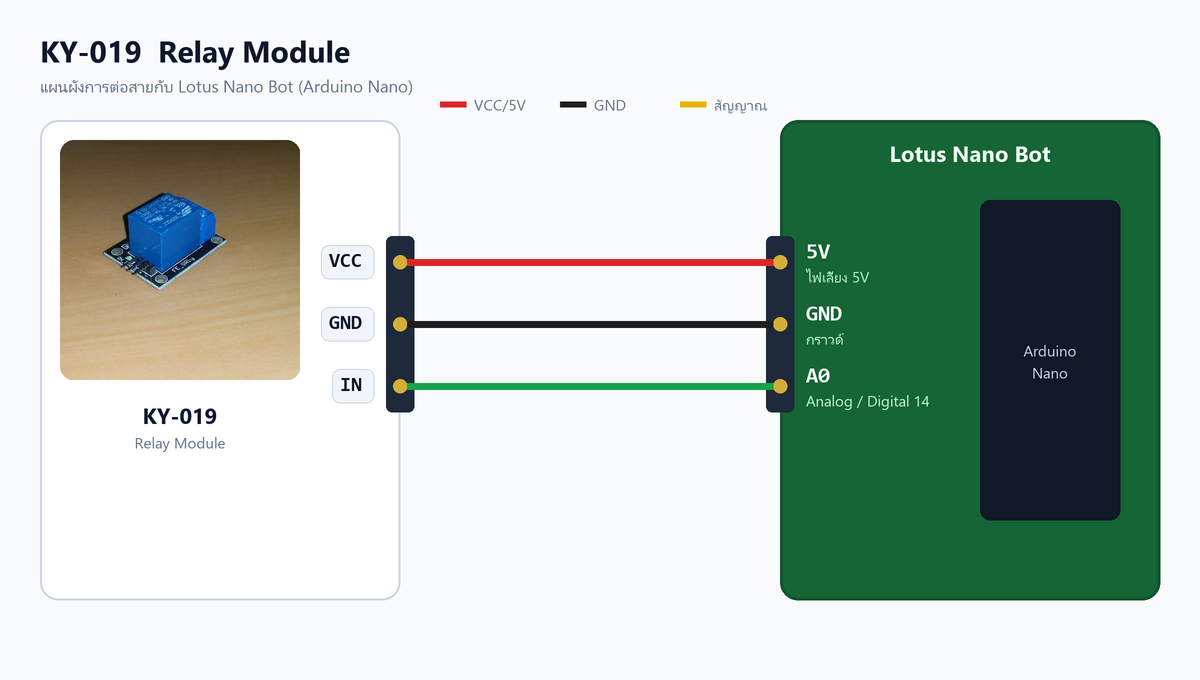 KY-019 Relay Module
แผนผังการต่อสายกับ Lotus Nano Bot (Arduino Nano)
VCC/5V
GND
สัญญาณ
Lotus Nano Bot
VCC
GND
IN
5V
ไฟเลี้ยง 5V
GND
กราวด์
A0
Analog / Digital 14
Arduino
Nano
KY-019
Relay Module